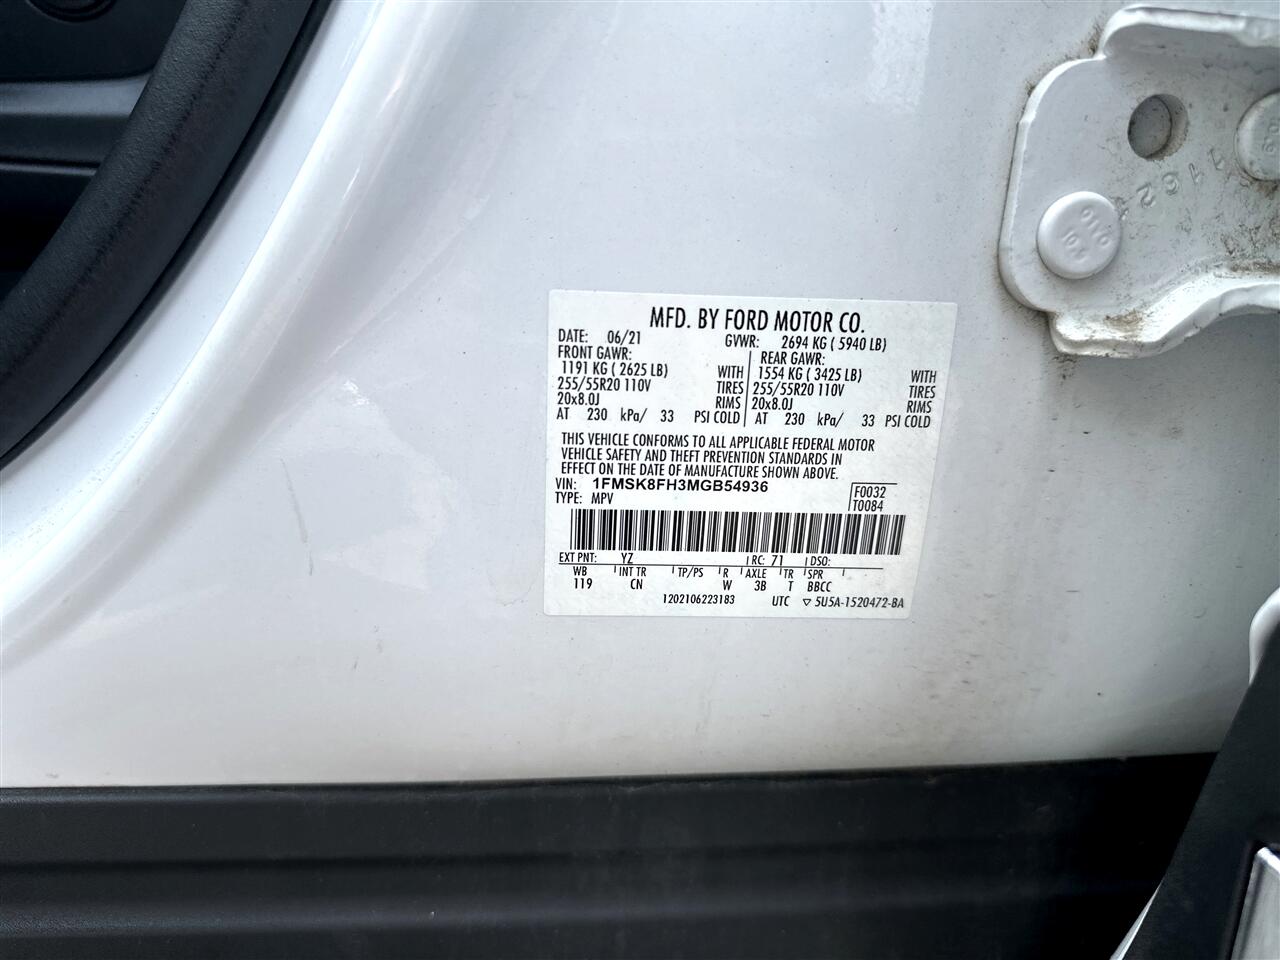 MFD. BY FORD MOTOR CO.
DATE: 06/21 GVWR: 2694 KG ( 5940 LB)
FRONT GAWR: REAR GAWR:
1191 KG ( 2625 LB) WITH 1554 KG ( 3425 LB) WITH
255/55R20 110V TIRES 255/55R20 110V TIRES
20x8.0J RIMS 20x8.0J RIMS
AT 230 kPa/ 33 PSI COLD AT 230 kPa/ 33 PSI COLD
THIS VEHICLE CONFORMS TO ALL APPLICABLE FEDERAL MOTOR
VEHICLE SAFETY AND THEFT PREVENTION STANDARDS IN
EFFECT ON THE DATE OF MANUFACTURE SHOWN ABOVE.
VIN: 1FMSK8FH3MGB54936 F0032
TYPE: MPV T0084
EXT PNT: YZ RC: 71 DSO:
WB INT TR TP/PS R AXLE TR SPR
119 CN W 3B T BBCC
1202106223183 UTC ▽ 5U5A-1520472-BA